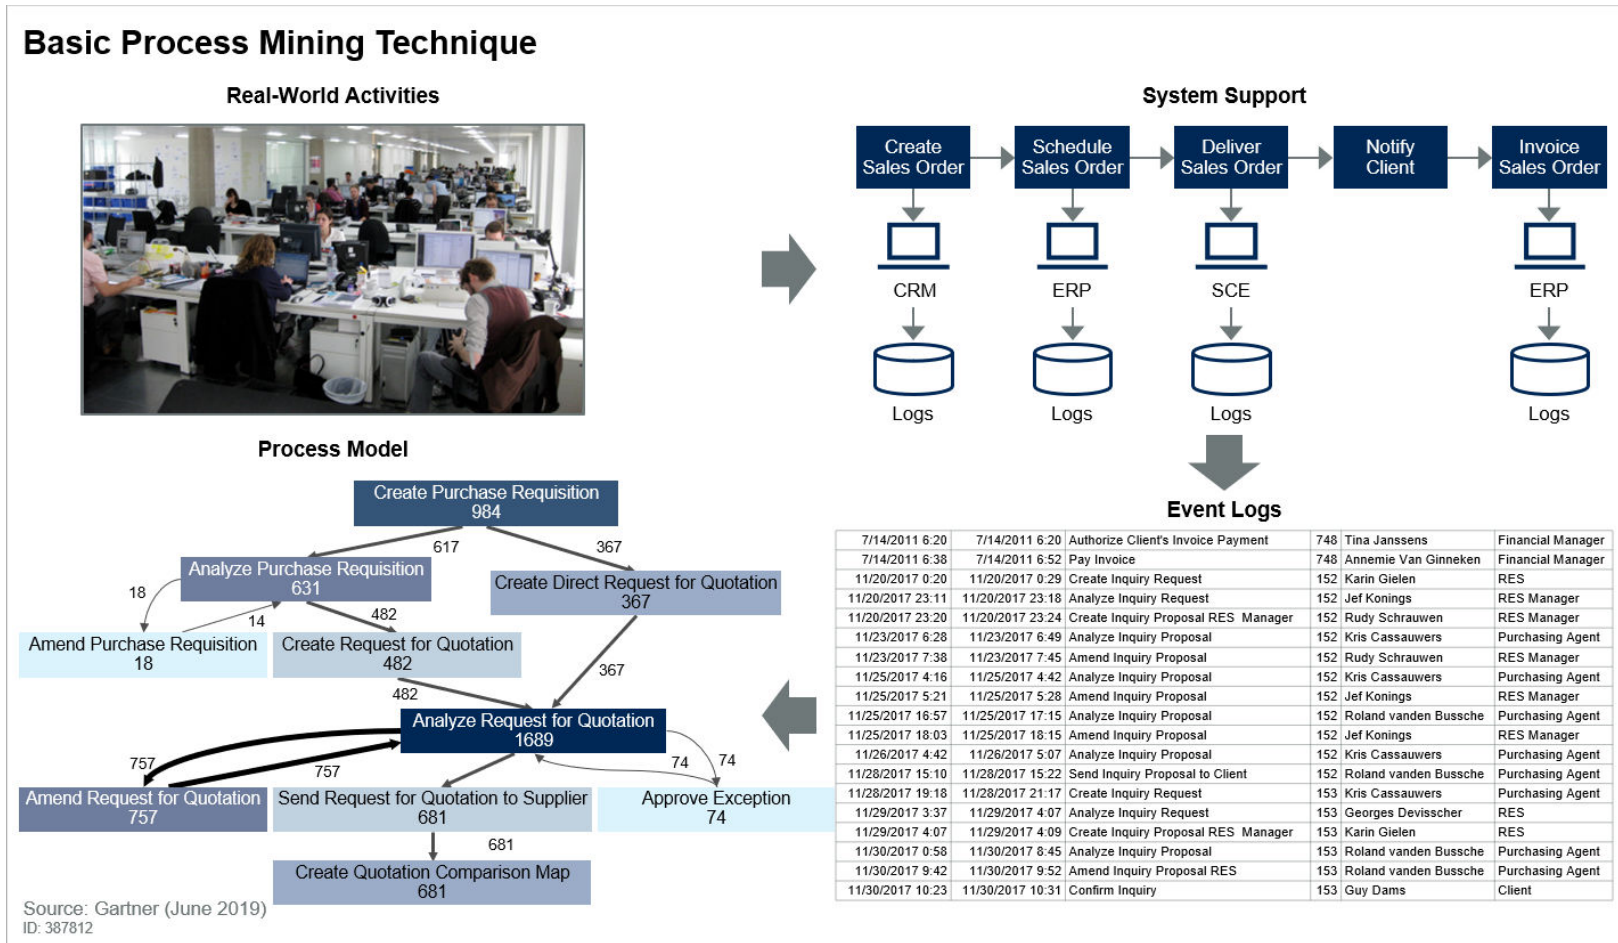 Basic Process Mining Technique
Real-World Activities
System Support
Create
Sales Order
Schedule
Sales Order
Deliver
Sales Order
Notify
Client
Invoice
Sales Order
CRM
ERP
SCE
ERP
Logs
Logs
Logs
Logs
Process Model
Create Purchase Requisition
984
617
367
Analyze Purchase Requisition
631
Create Direct Request for Quotation
367
18
14
482
Amend Purchase Requisition
18
Create Request for Quotation
482
482
367
Analyze Request for Quotation
1689
757
757
74
74
Amend Request for Quotation
757
Send Request for Quotation to Supplier
681
Approve Exception
74
681
Create Quotation Comparison Map
681
Event Logs
7/14/2011 6:20 7/14/2011 6:20 Authorize Client's Invoice Payment 748 Tina Janssens Financial Manager
7/14/2011 6:38 7/14/2011 6:52 Pay Invoice 748 Annemie Van Ginneken Financial Manager
11/20/2017 0:20 11/20/2017 0:29 Create Inquiry Request 152 Karin Gielen RES
11/20/2017 23:11 11/20/2017 23:18 Analyze Inquiry Request 152 Jef Konings RES Manager
11/20/2017 23:20 11/20/2017 23:24 Create Inquiry Proposal RES Manager 152 Rudy Schrauwen RES Manager
11/23/2017 6:28 11/23/2017 6:49 Analyze Inquiry Proposal 152 Kris Cassauwers Purchasing Agent
11/23/2017 7:38 11/23/2017 7:45 Amend Inquiry Proposal 152 Rudy Schrauwen RES Manager
11/25/2017 4:16 11/25/2017 4:42 Analyze Inquiry Proposal 152 Kris Cassauwers Purchasing Agent
11/25/2017 5:21 11/25/2017 5:28 Amend Inquiry Proposal 152 Jef Konings RES Manager
11/25/2017 16:57 11/25/2017 17:15 Analyze Inquiry Proposal 152 Roland vanden Bussche Purchasing Agent
11/25/2017 18:03 11/25/2017 18:15 Amend Inquiry Proposal 152 Jef Konings RES Manager
11/26/2017 4:42 11/26/2017 5:07 Analyze Inquiry Proposal 152 Kris Cassauwers Purchasing Agent
11/28/2017 15:10 11/28/2017 15:22 Send Inquiry Proposal to Client 152 Roland vanden Bussche Purchasing Agent
11/28/2017 19:18 11/28/2017 21:17 Create Inquiry Request 153 Kris Cassauwers Purchasing Agent
11/29/2017 3:37 11/29/2017 4:07 Analyze Inquiry Request 153 Georges Devisscher RES
11/29/2017 4:07 11/29/2017 4:09 Create Inquiry Proposal RES Manager 153 Karin Gielen RES
11/30/2017 0:58 11/30/2017 8:45 Analyze Inquiry Proposal 153 Roland vanden Bussche Purchasing Agent
11/30/2017 9:42 11/30/2017 9:52 Amend Inquiry Proposal RES 153 Roland vanden Bussche Purchasing Agent
11/30/2017 10:23 11/30/2017 10:31 Confirm Inquiry 153 Guy Dams Client
Source: Gartner (June 2019)
ID: 387812